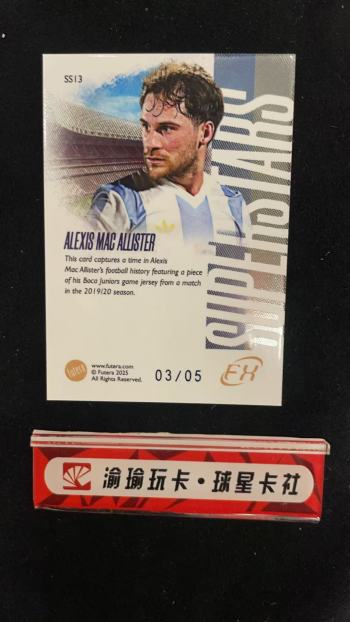 SS13
SUPERSTARS
ALEXIS MAC ALLISTER
This card captures a time in Alexis
Mac Allister's football history featuring a piece
of his Boca Juniors game jersey from a match
in the 2019/20 season.
futera
www.futera.com
© Futera 2025
All Rights Reserved.
03/05
FX
渝瑜玩卡·球星卡社